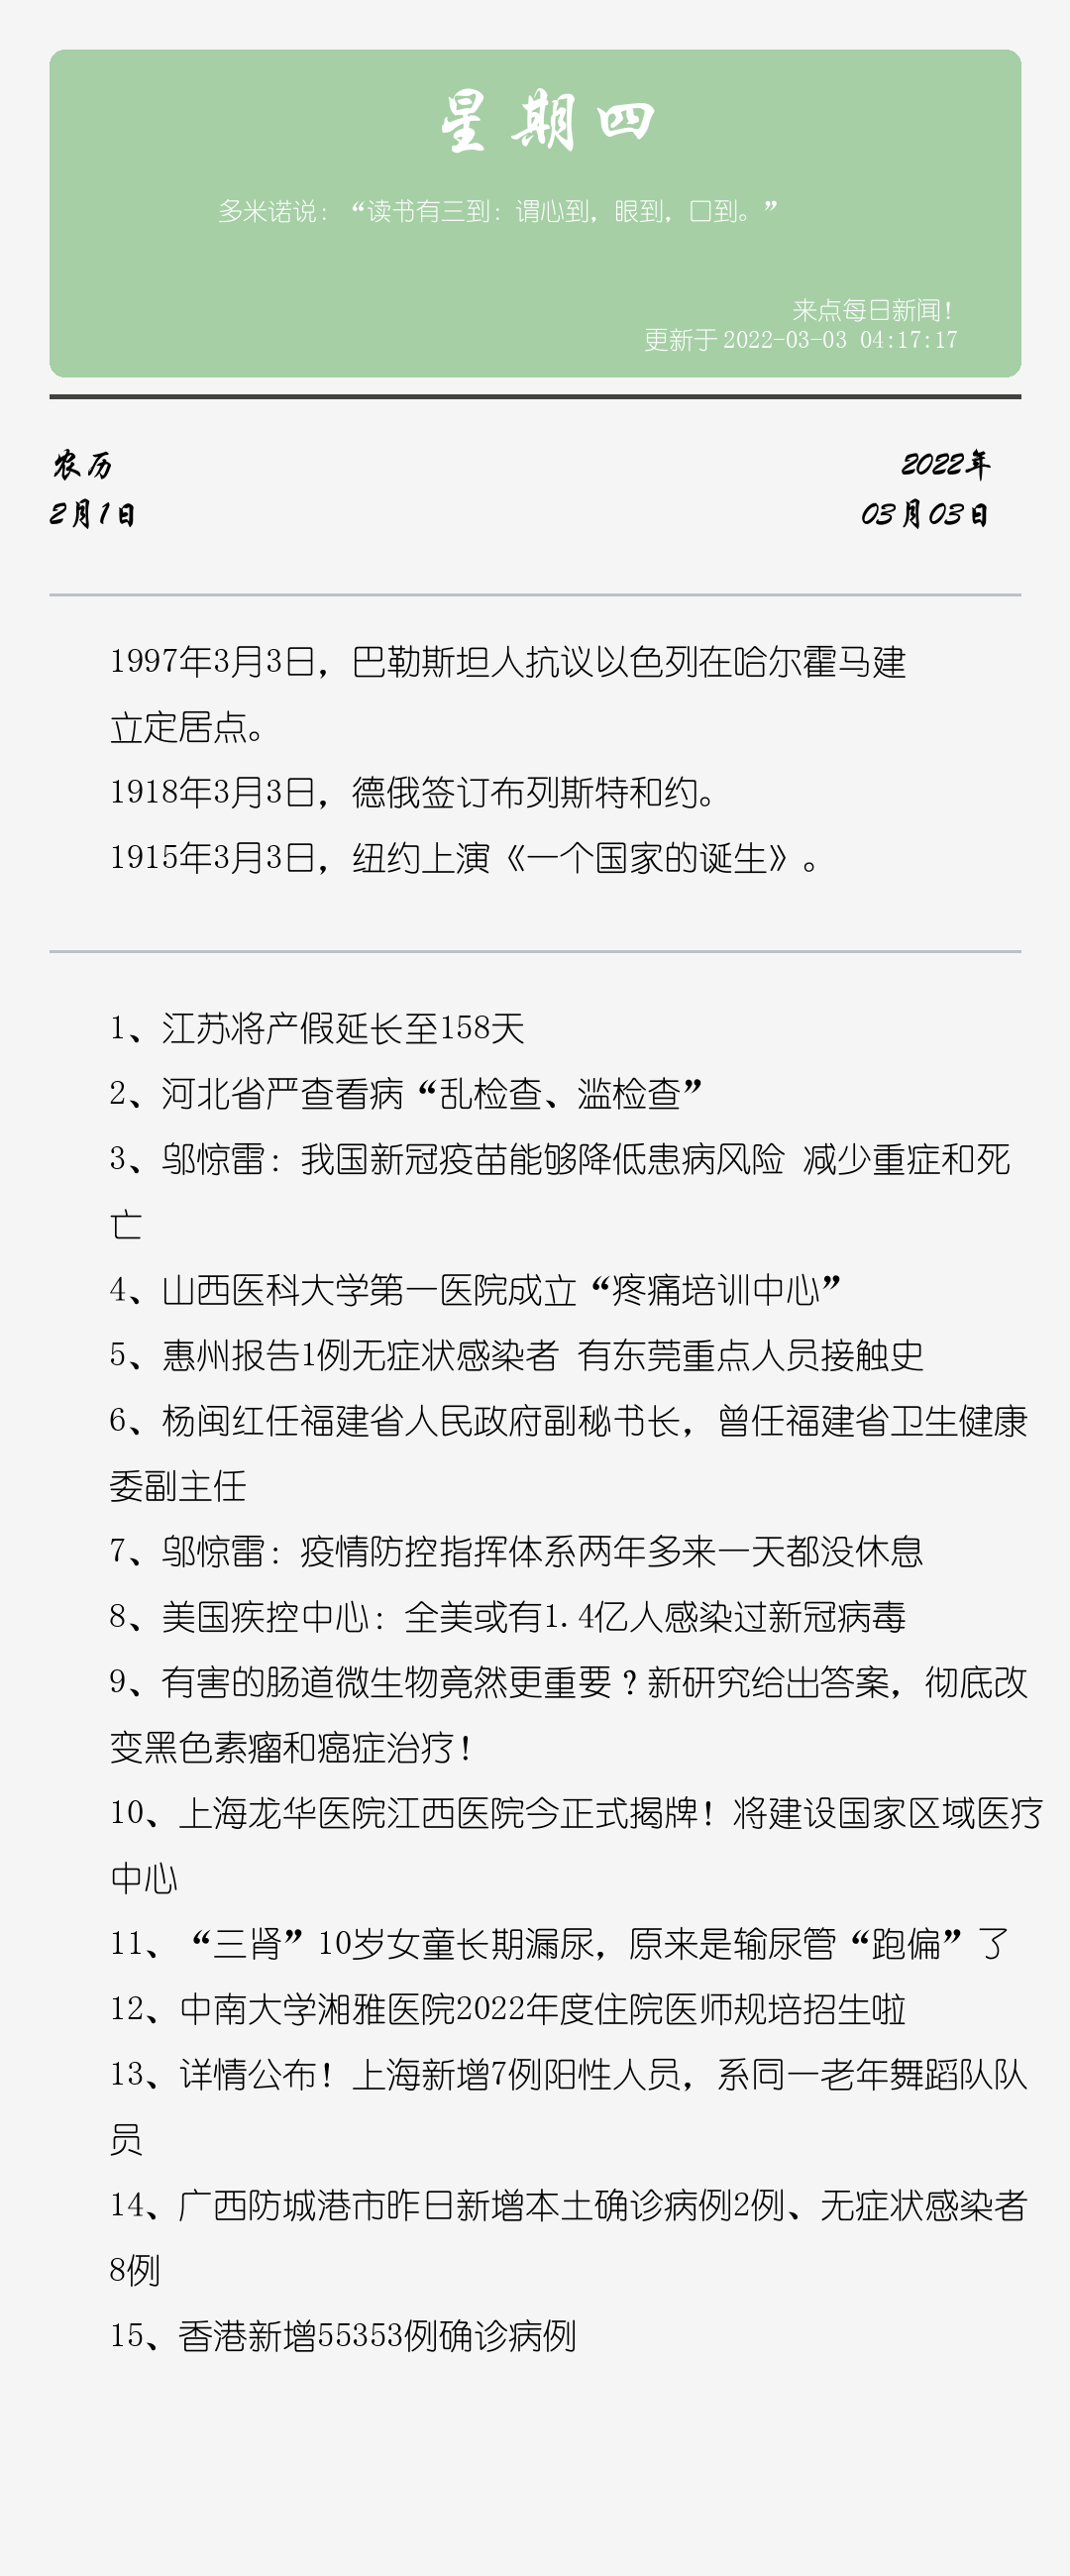 星期四
多米诺说：“读书有三到：谓心到，眼到，口到。”
来点每日新闻！
更新于 2022-03-03 04:17:17
农历
2022年
2月1日
03月03日
1997年3月3日，巴勒斯坦人抗议以色列在哈尔霍马建
立定居点。
1918年3月3日，德俄签订布列斯特和约。
1915年3月3日，纽约上演《一个国家的诞生》。
1、江苏将产假延长至158天
2、河北省严查看病“乱检查、滥检查”
3、邬惊雷：我国新冠疫苗能够降低患病风险 减少重症和死
亡
4、山西医科大学第一医院成立“疼痛培训中心”
5、惠州报告1例无症状感染者 有东莞重点人员接触史
6、杨闽红任福建省人民政府副秘书长，曾任福建省卫生健康
委副主任
7、邬惊雷：疫情防控指挥体系两年多来一天都没休息
8、美国疾控中心：全美或有1.4亿人感染过新冠病毒
9、有害的肠道微生物竟然更重要？新研究给出答案，彻底改
变黑色素瘤和癌症治疗！
10、上海龙华医院江西医院今正式揭牌！将建设国家区域医疗
中心
11、“三肾”10岁女童长期漏尿，原来是输尿管“跑偏”了
12、中南大学湘雅医院2022年度住院医师规培招生啦
13、详情公布！上海新增7例阳性人员，系同一老年舞蹈队队
员
14、广西防城港市昨日新增本土确诊病例2例、无症状感染者
8例
15、香港新增55353例确诊病例